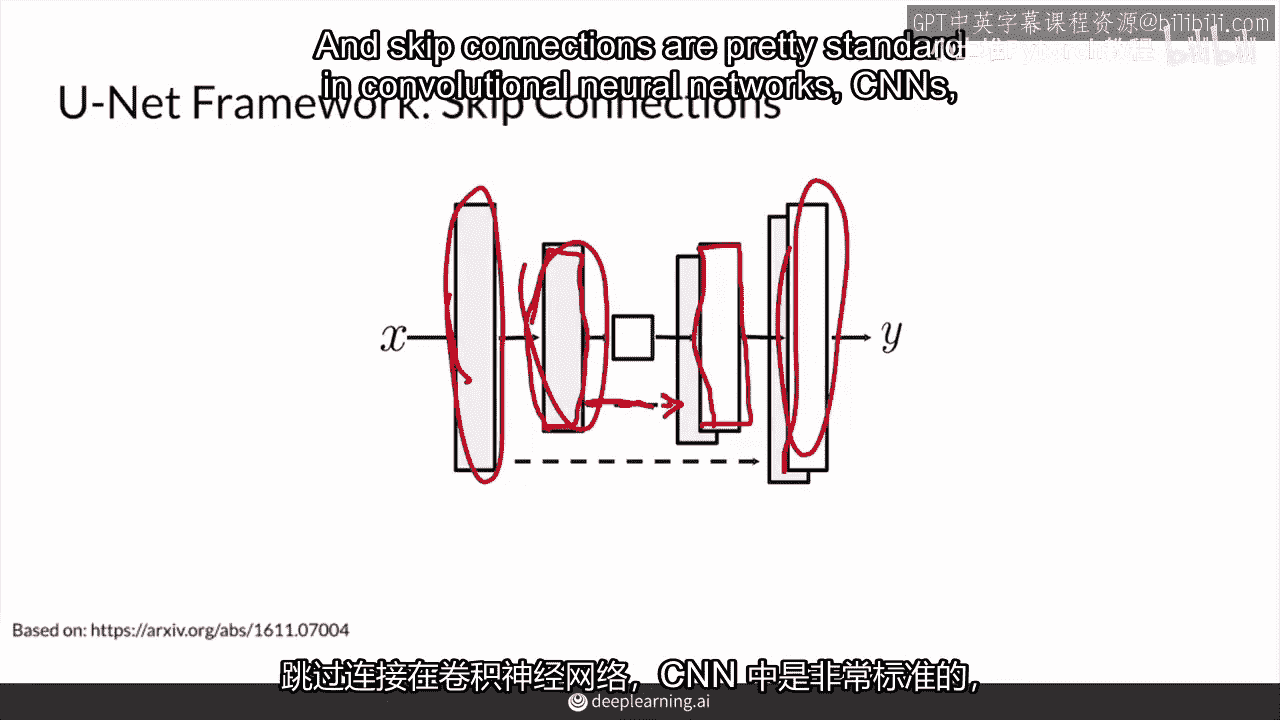 GPT中英字幕课程资源@bilibili.com
And skip connections are pretty standard
in convolutional neural networks, CNNs,
U-Net Framework: Skip Connections
x
y
Based on: https://arxiv.org/abs/1611.07004
跳过连接在卷积神经网络，CNN 中是非常标准的，
deeplearning.ai